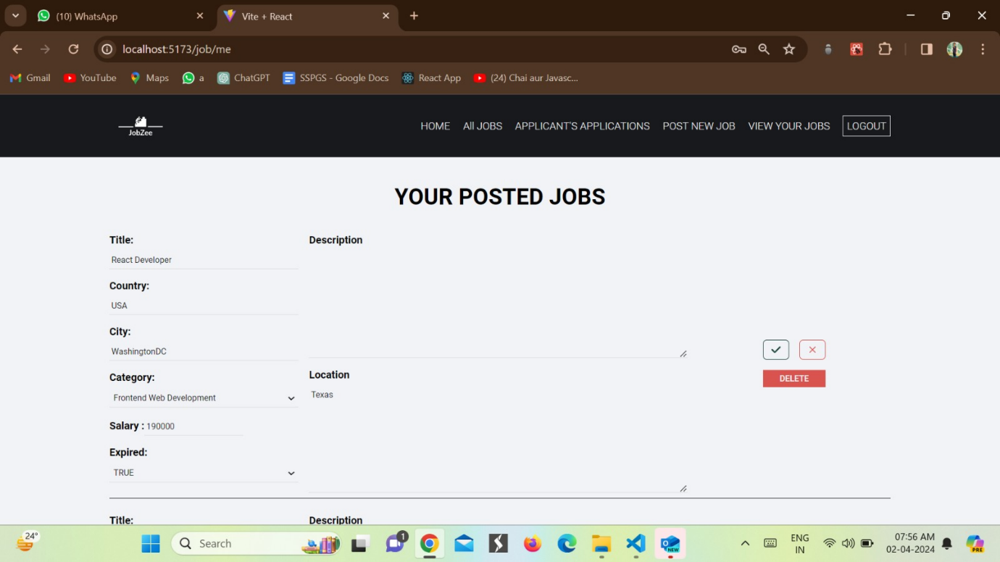 (10) WhatsApp
Vite + React
localhost:5173/job/me
Gmail YouTube Maps a ChatGPT SSPGS - Google Docs React App (24) Chai aur Javasc...
JobZee
HOME All JOBS APPLICANT'S APPLICATIONS POST NEW JOB VIEW YOUR JOBS LOGOUT
YOUR POSTED JOBS
Title:
React Developer
Country:
USA
City:
WashingtonDC
Category:
Frontend Web Development
Salary : 190000
Expired:
TRUE
Description
Location
Texas
DELETE
Title:
Description
24°
Search
1
NEW
ENG
IN
07:56 AM
02-04-2024
PRE